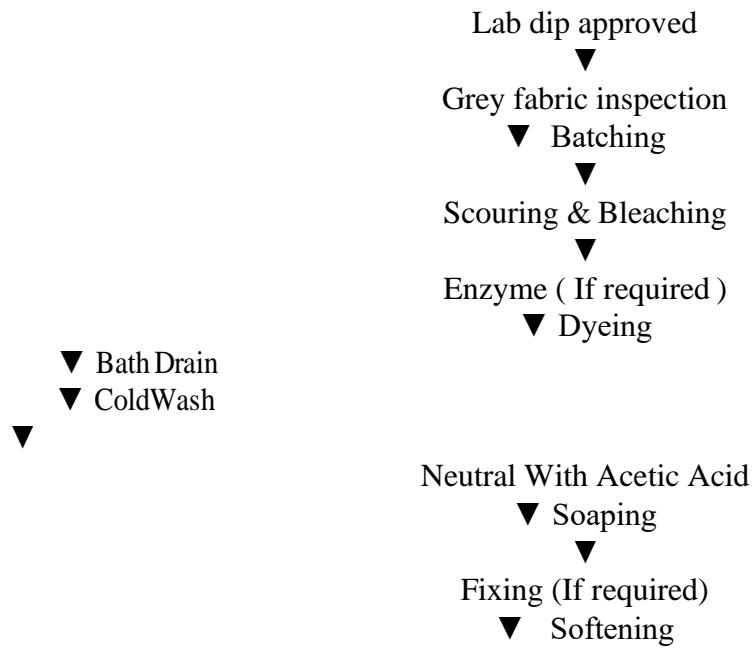 Lab dip approved
▼
Grey fabric inspection
▼ Batching
▼
Scouring & Bleaching
▼
Enzyme ( If required )
▼ Dyeing
▼ Bath Drain
▼ ColdWash
▼
Neutral With Acetic Acid
▼ Soaping
▼
Fixing (If required)
▼ Softening